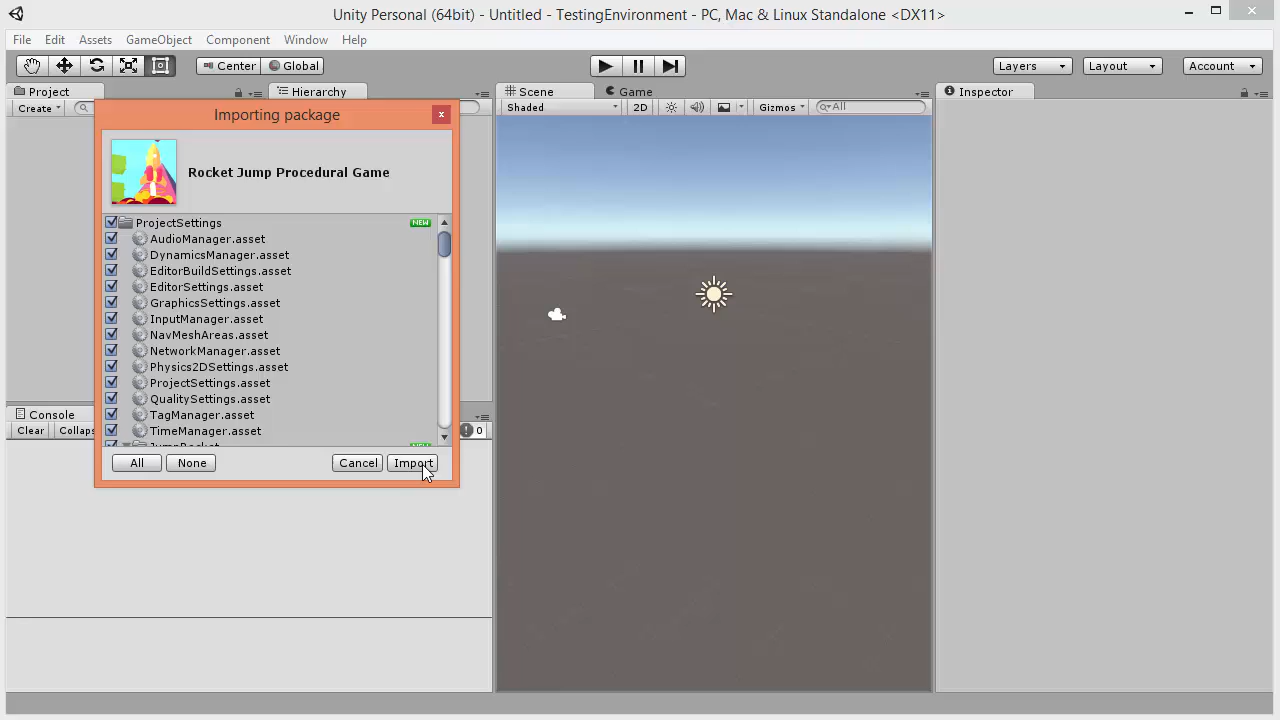 Unity Personal (64bit) - Untitled - TestingEnvironment - PC, Mac & Linux Standalone <DX11>
File Edit Assets GameObject Component Window Help
Center Global Layers Layout Account
Project Hierarchy Scene Game Inspector
Create Shaded 2D Gizmos All
Importing package
Rocket Jump Procedural Game
ProjectSettings NEW
AudioManager.asset
DynamicsManager.asset
EditorBuildSettings.asset
EditorSettings.asset
GraphicsSettings.asset
InputManager.asset
NavMeshAreas.asset
NetworkManager.asset
Physics2DSettings.asset
ProjectSettings.asset
QualitySettings.asset
TagManager.asset
TimeManager.asset
Console
Clear Collaps 0
All None Cancel Import